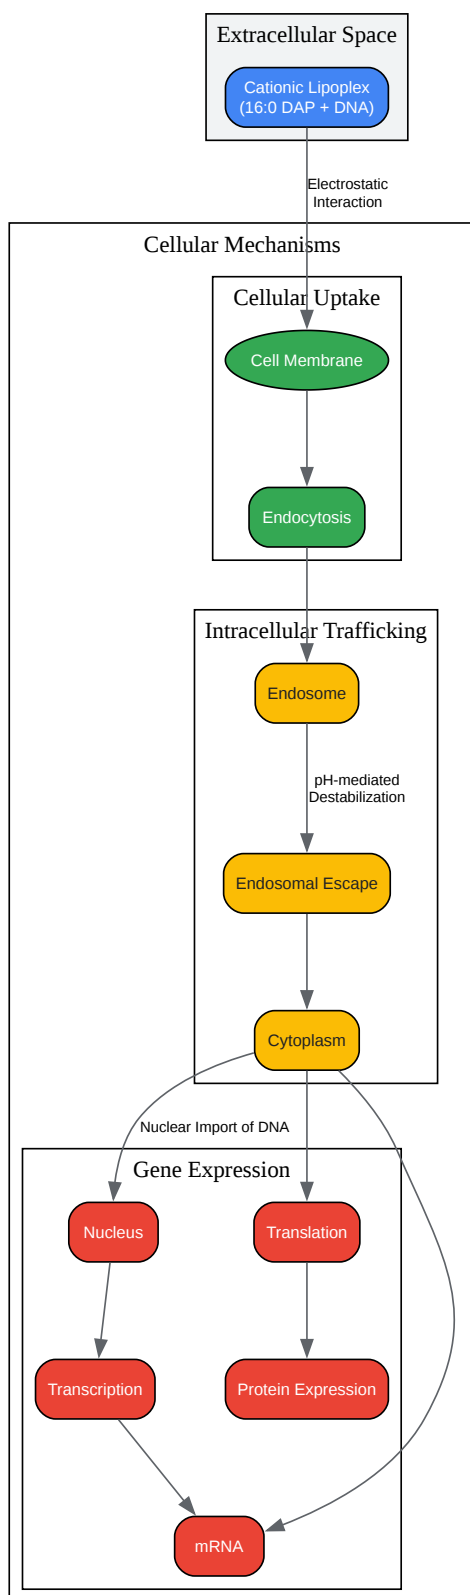 Extracellular Space
Cationic Lipoplex
(16:0 DAP + DNA)
Electrostatic
Interaction
Cellular Mechanisms
Cellular Uptake
Cell Membrane
Endocytosis
Intracellular Trafficking
Endosome
pH-mediated
Destabilization
Endosomal Escape
Cytoplasm
Nuclear Import of DNA
Gene Expression
Nucleus
Translation
Transcription
Protein Expression
mRNA